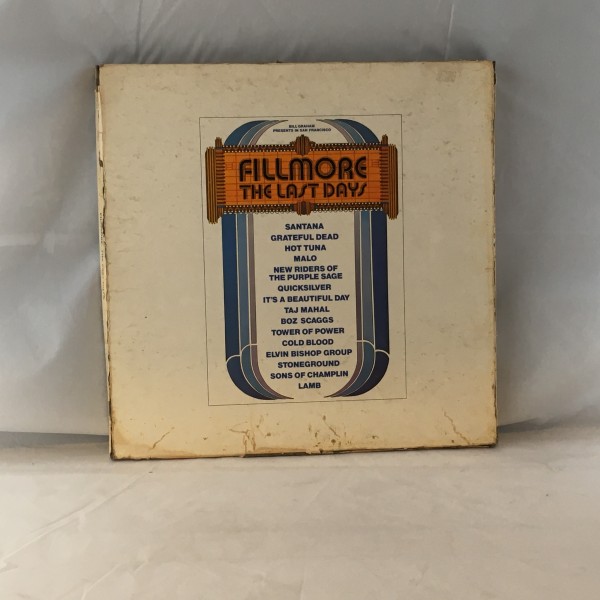 BILL GRAHAM
PRESENTS IN SAN FRANCISCO
FILLMORE
THE LAST DAYS
SANTANA
GRATEFUL DEAD
HOT TUNA
MALO
NEW RIDERS OF
THE PURPLE SAGE
QUICKSILVER
IT'S A BEAUTIFUL DAY
TAJ MAHAL
BOZ SCAGGS
TOWER OF POWER
COLD BLOOD
ELVIN BISHOP GROUP
STONEGROUND
SONS OF CHAMPLIN
LAMB